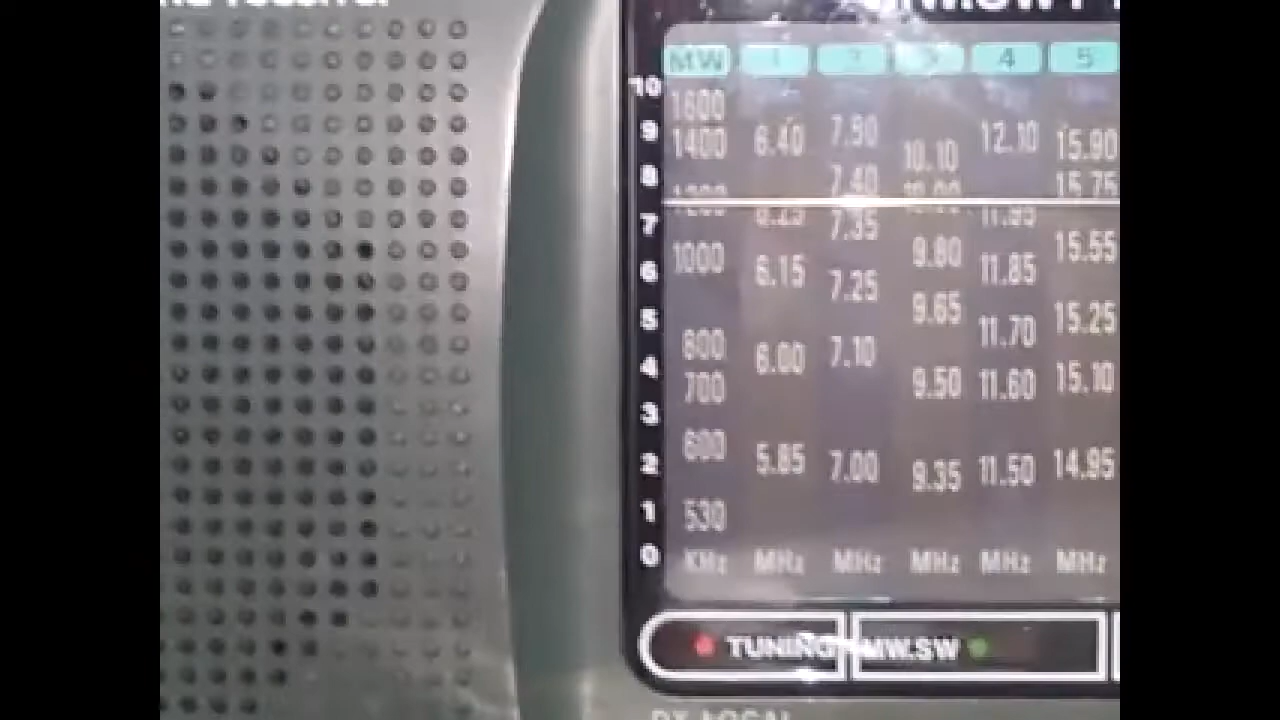 MW 1 2 3 4 5
10
1600
9 1400 6.40 7.90 10.10 12.10 15.90
8 7.40 15.75
1200 7.35 11.95
7
1000 9.80 15.55
6 6.15 7.25 11.85
5 9.65 11.70 15.25
800 6.00 7.10
4
700 9.50 11.60 15.10
3
600
2 5.85 7.00 9.35 11.50 14.95
1 530
0 KHz MHz MHz MHz MHz MHz
TUNING MW.SW